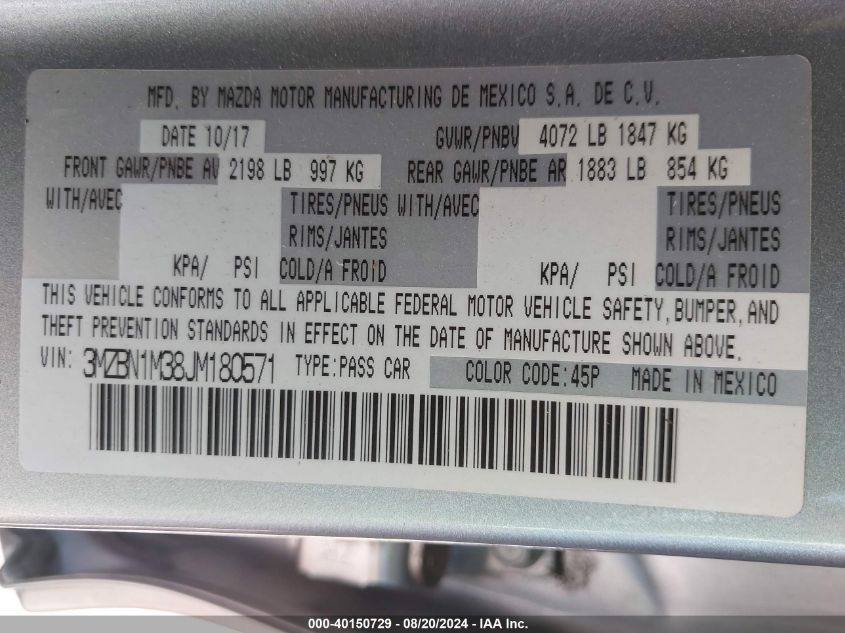 MFD. BY MAZDA MOTOR MANUFACTURING DE MEXICO S.A. DE C.V.
DATE 10/17 GVWR/PNBV 4072 LB 1847 KG
FRONT GAWR/PNBE AV 2198 LB 997 KG REAR GAWR/PNBE AR 1883 LB 854 KG
WITH/AVEC TIRES/PNEUS WITH/AVEC TIRES/PNEUS
RIMS/JANTES RIMS/JANTES
KPA/ PSI COLD/A FROID KPA/ PSI COLD/A FROID
THIS VEHICLE CONFORMS TO ALL APPLICABLE FEDERAL MOTOR VEHICLE SAFETY, BUMPER, AND
THEFT PREVENTION STANDARDS IN EFFECT ON THE DATE OF MANUFACTURE SHOWN ABOVE.
VIN: 3MZBN1M38JM180571 TYPE:PASS CAR COLOR CODE:45P MADE IN MEXICO
000-40150729 - 08/20/2024 - IAA Inc.